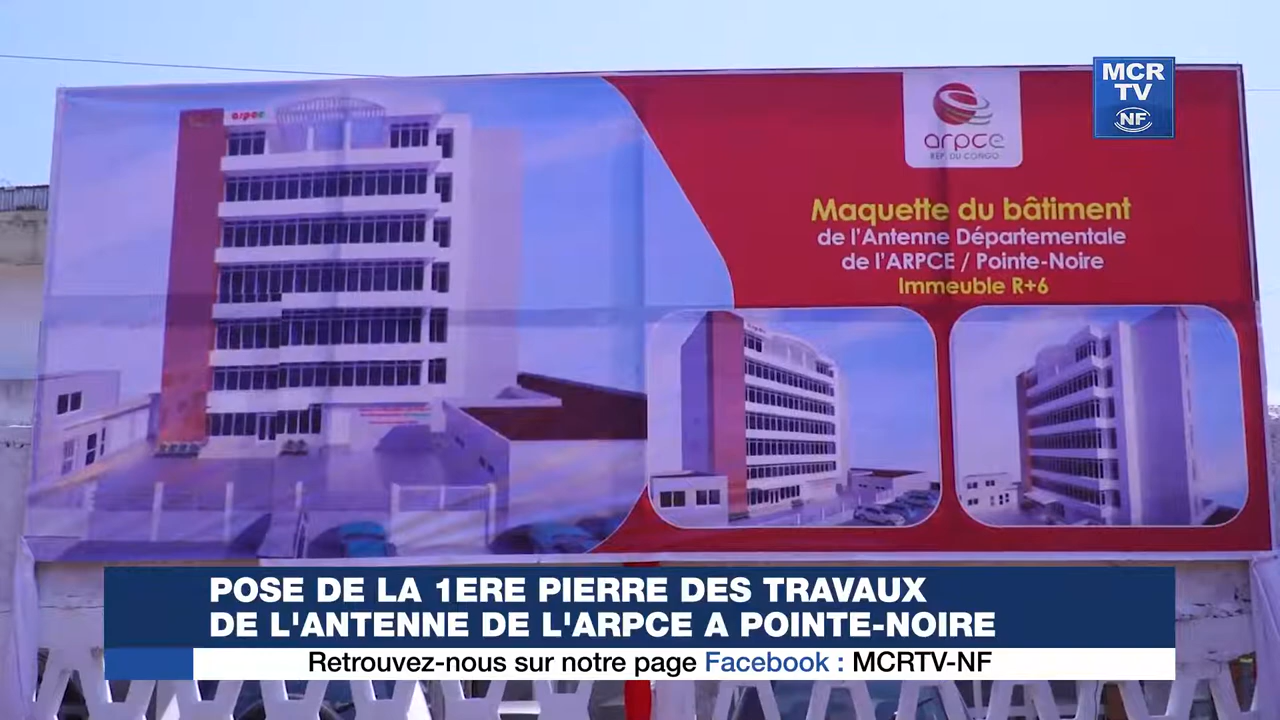 MCR
TV
NF
arpce
arpce
RÉP. DU CONGO
Maquette du bâtiment
de l'Antenne Départementale
de l'ARPCE / Pointe-Noire
Immeuble R+6
POSE DE LA 1ERE PIERRE DES TRAVAUX
DE L'ANTENNE DE L'ARPCE A POINTE-NOIRE
Retrouvez-nous sur notre page Facebook : MCRTV-NF